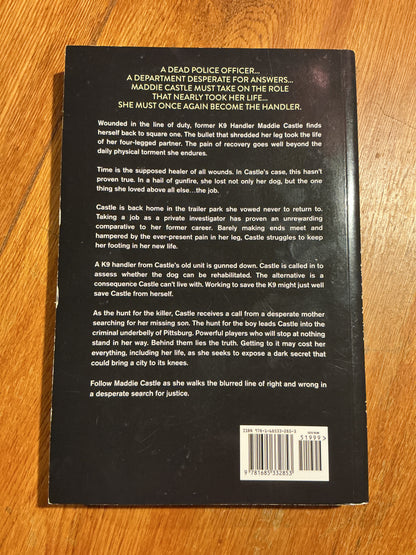 A DEAD POLICE OFFICER...
A DEPARTMENT DESPERATE FOR ANSWERS...
MADDIE CASTLE MUST TAKE ON THE ROLE
THAT NEARLY TOOK HER LIFE...
SHE MUST ONCE AGAIN BECOME THE HANDLER.
Wounded in the line of duty, former K9 Handler Maddie Castle finds
herself back to square one. The bullet that shredded her leg took the life
of her four-legged partner. The pain of recovery goes well beyond the
daily physical torment she endures.
Time is the supposed healer of all wounds. In Castle's case, this hasn't
proven true. In a hail of gunfire, she lost not only her dog, but the one
thing she loved above all else...the job.
Castle is back home in the trailer park she vowed never to return to.
Taking a job as a private investigator has proven an unrewarding
comparative to her former career. Barely making ends meet and
hampered by the ever-present pain in her leg, Castle struggles to keep
her footing in her new life.
A K9 handler from Castle's old unit is gunned down. Castle is called in to
assess whether the dog can be rehabilitated. The alternative is a
consequence Castle can't live with. Working to save the K9 might just well
save Castle from herself.
As the hunt for the killer, Castle receives a call from a desperate mother
searching for her missing son. The hunt for the boy leads Castle into the
criminal underbelly of Pittsburg. Powerful players who will stop at nothing
stand in her way. Behind them lies the truth. Getting to it may cost her
everything, including her life, as she seeks to expose a dark secret that
could bring a city to its knees.
Follow Maddie Castle as she walks the blurred line of right and wrong in
a desperate search for justice.
ISBN 978-1-68533-285-3
51999>
9 781685 332853